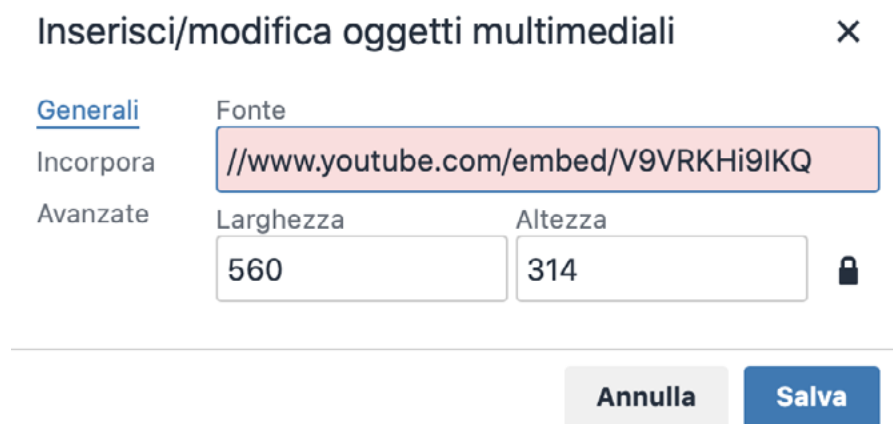 Inserisci/modifica oggetti multimediali
Generali
Incorpora
Avanzate
Fonte
//www.youtube.com/embed/V9VRKHi9IKQ
Larghezza
Altezza
560
314
Annulla
Salva